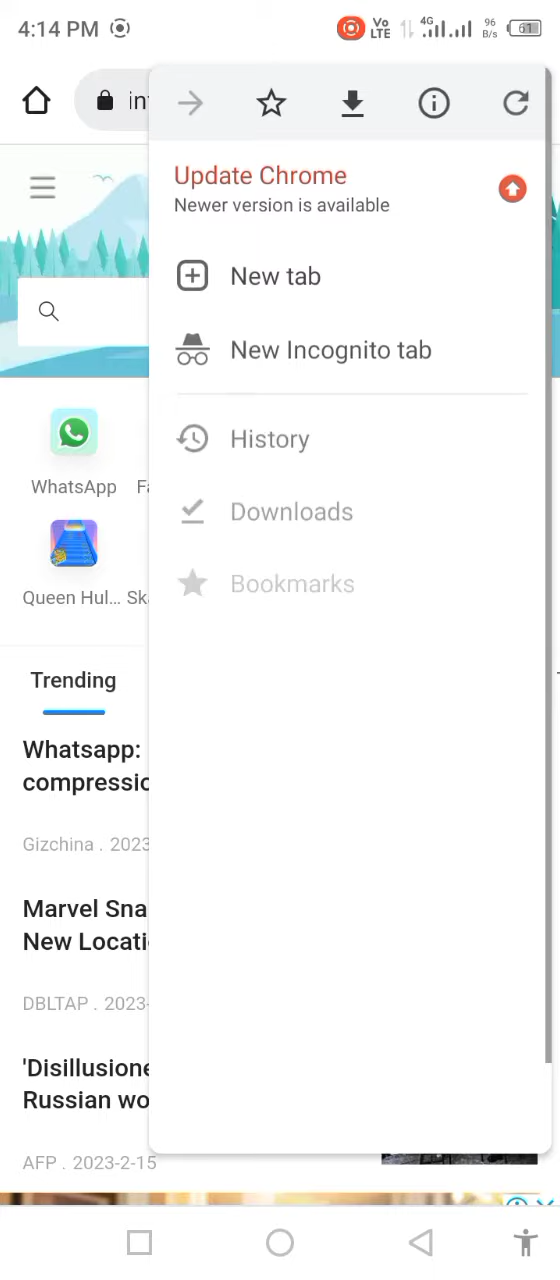 4:14 PM
Vo LTE 4G 96 B/s 61
Update Chrome
Newer version is available
New tab
New Incognito tab
History
Downloads
Bookmarks
WhatsApp
Queen Hul...
Trending
Whatsapp:
compressio
Gizchina . 2023
Marvel Sna
New Locati
DBLTAP . 2023-
'Disillusione
Russian wo
AFP . 2023-2-15